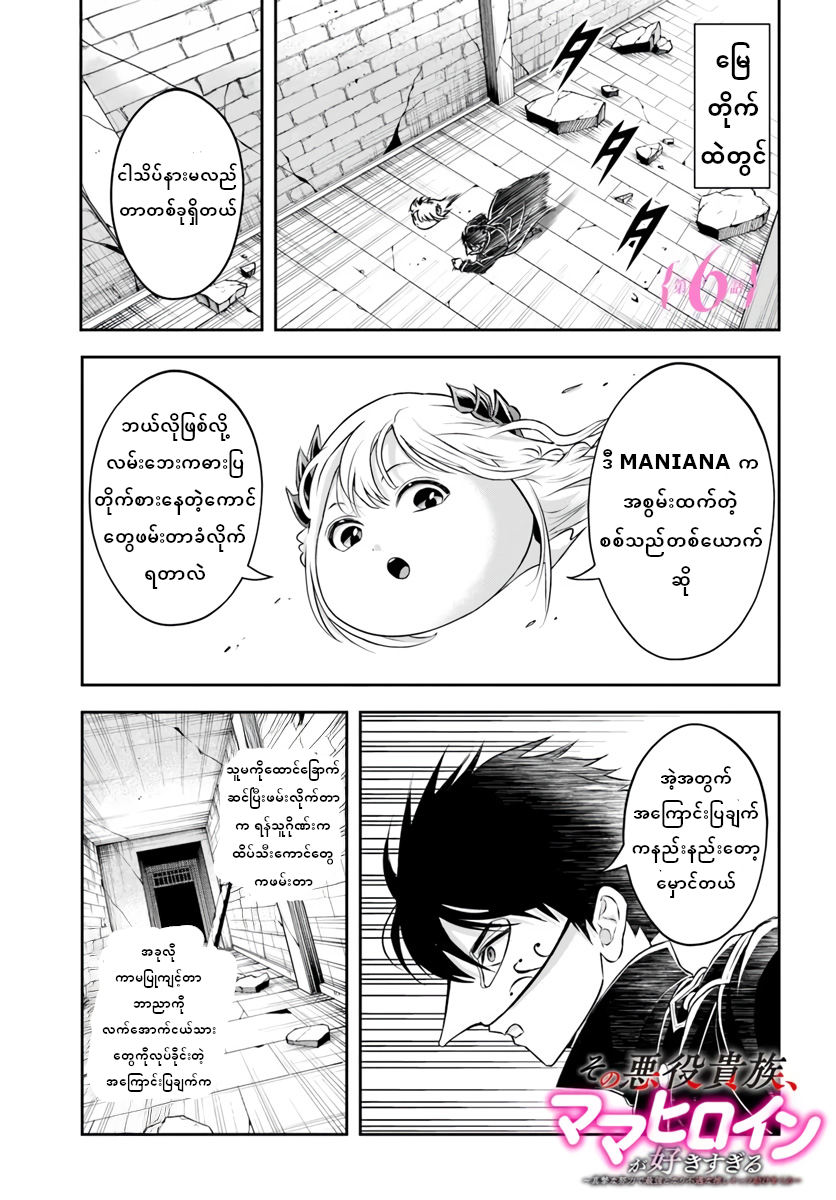 မြေ
တိုက်
ထဲတွင်
タ
タ
タ
タ
第6話
ငါသိပ်နားမလည်
တာတစ်ခုရှိတယ်
ဒီ MANIANA က
အစွမ်းထက်တဲ့
စစ်သည်တစ်ယောက်
ဆို
ဘယ်လိုဖြစ်လို့
လမ်းဘေးကဓားပြ
တိုက်စားနေတဲ့ကောင်
တွေဖမ်းတာခံလိုက်
ရတာလဲ
အဲ့အတွက်
အကြောင်းပြချက်
ကနည်းနည်းတော့
မှောင်တယ်
သူမကိုထောင်ခြောက်
ဆင်ပြီးဖမ်းလိုက်တာ
က ရန်သူဂိုဏ်းက
ထိပ်သီးကောင်တွေ
ကဖမ်းတာ
အခုလို
ကာမပြုကျင့်တာ
ဘာညာကို
လက်အောက်ငယ်သား
တွေကိုလုပ်ခိုင်းတဲ့
အကြောင်းပြချက်က
その悪役貴族、
ママヒロイン
が好きすぎる